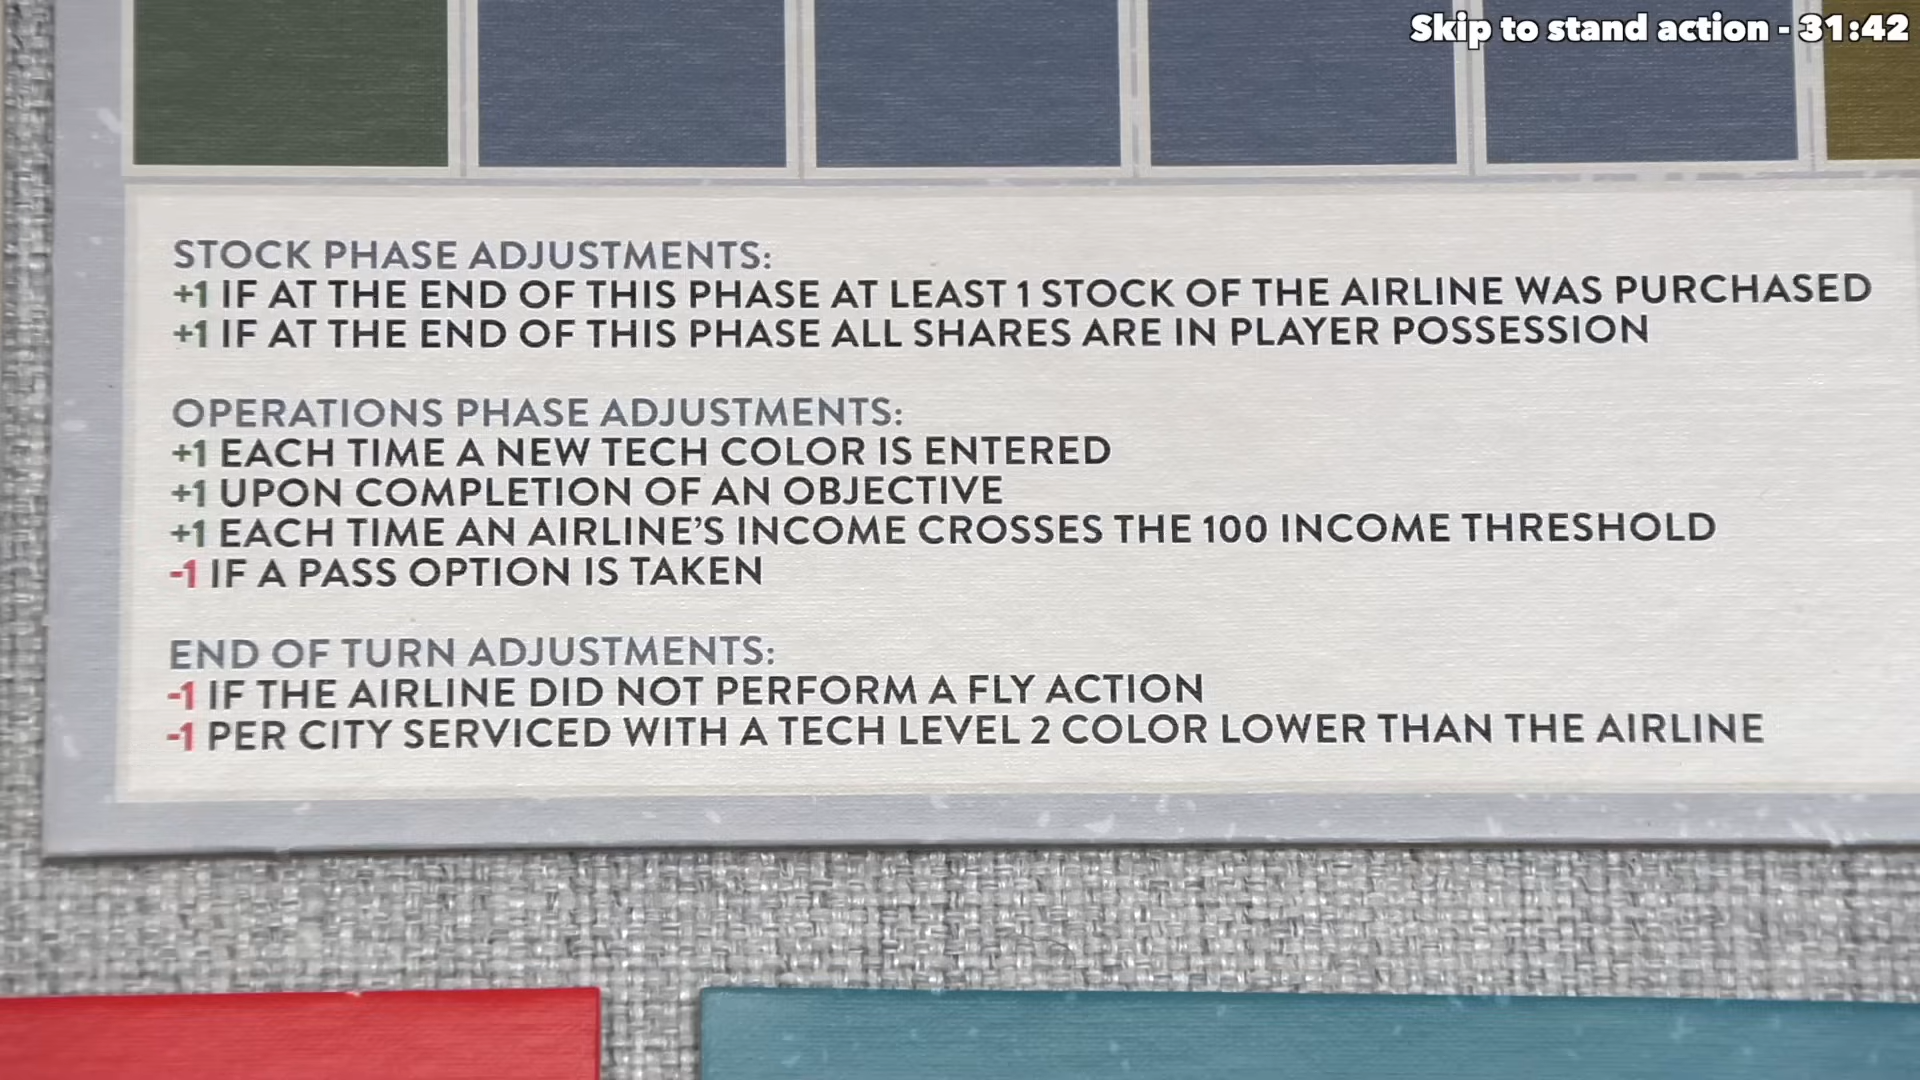 Skip to stand action - 31:42
STOCK PHASE ADJUSTMENTS:
+1 IF AT THE END OF THIS PHASE AT LEAST 1 STOCK OF THE AIRLINE WAS PURCHASED
+1 IF AT THE END OF THIS PHASE ALL SHARES ARE IN PLAYER POSSESSION
OPERATIONS PHASE ADJUSTMENTS:
+1 EACH TIME A NEW TECH COLOR IS ENTERED
+1 UPON COMPLETION OF AN OBJECTIVE
+1 EACH TIME AN AIRLINE'S INCOME CROSSES THE 100 INCOME THRESHOLD
-1 IF A PASS OPTION IS TAKEN
END OF TURN ADJUSTMENTS:
-1 IF THE AIRLINE DID NOT PERFORM A FLY ACTION
-1 PER CITY SERVICED WITH A TECH LEVEL 2 COLOR LOWER THAN THE AIRLINE